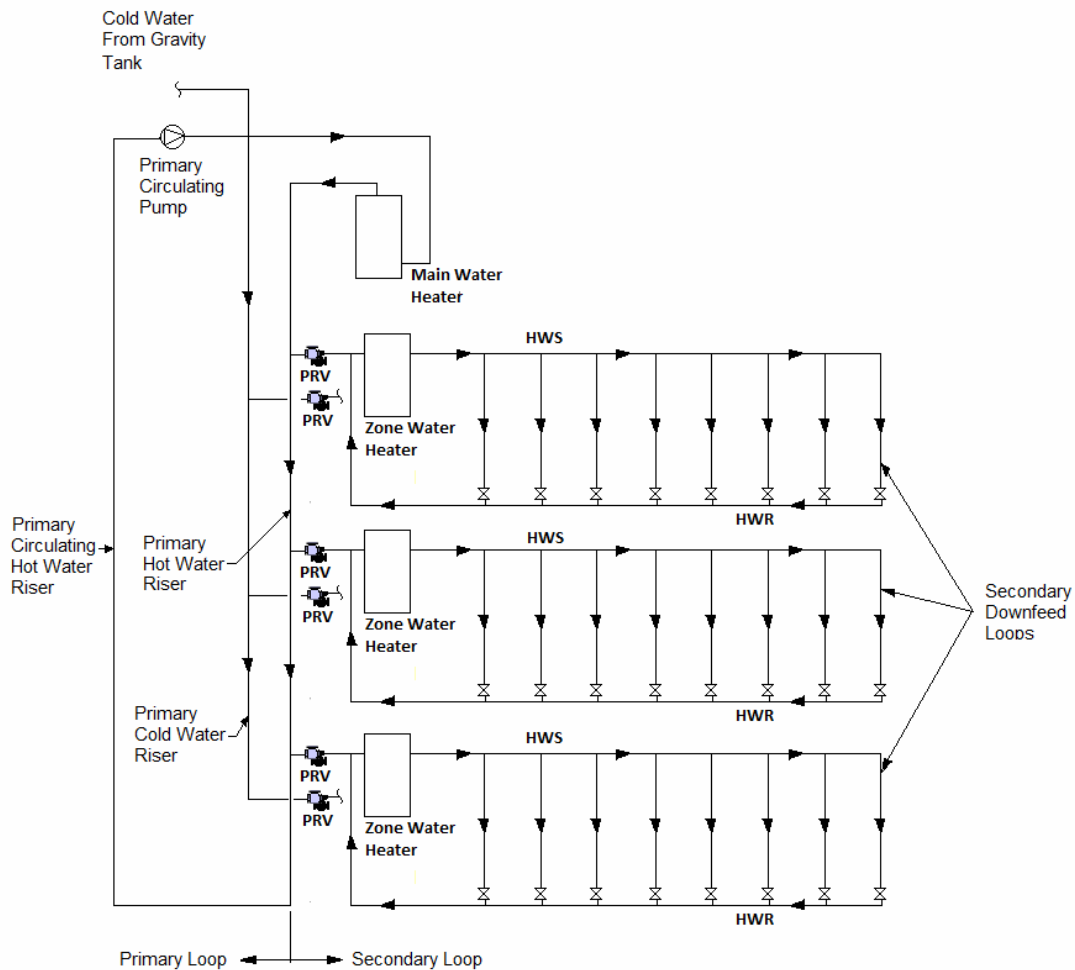 Cold Water
From Gravity
Tank
Primary
Circulating
Pump
Main Water
Heater
HWS
PRV
PRV
Zone Water
Heater
HWR
Primary
Circulating
Hot Water
Riser
Primary
Hot Water
Riser
HWS
PRV
PRV
Zone Water
Heater
HWR
Secondary
Downfeed
Loops
Primary
Cold Water
Riser
HWS
PRV
PRV
Zone Water
Heater
HWR
Primary Loop
Secondary Loop